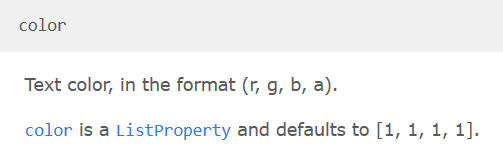 color
Text color, in the format (r, g, b, a).
color is a ListProperty and defaults to [1, 1, 1, 1].